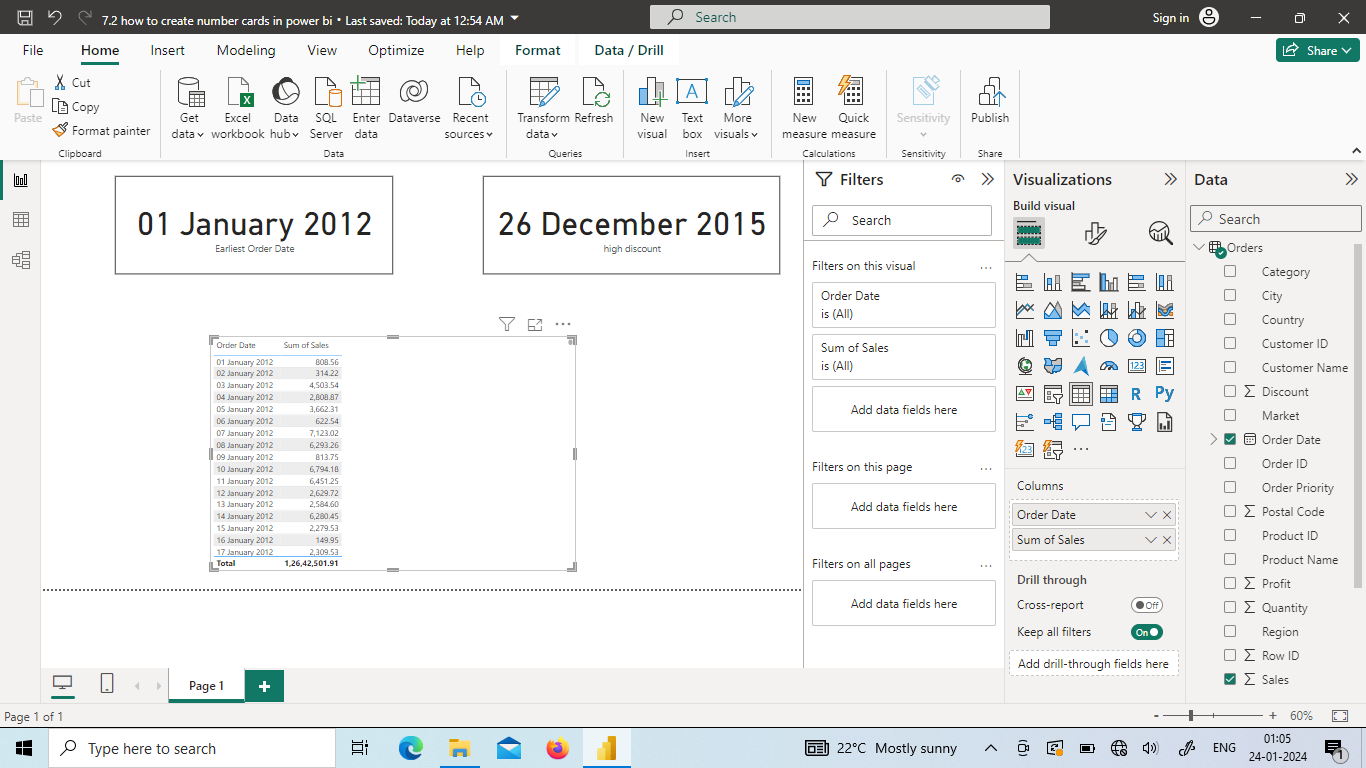 7.2 how to create number cards in power bi • Last saved: Today at 12:54 AM
Search
Sign in
File
Home
Insert
Modeling
View
Optimize
Help
Format
Data / Drill
Share
Paste
Cut
Copy
Format painter
Clipboard
Get data
Excel workbook
Data hub
SQL Server
Enter data
Dataverse
Recent sources
Data
Transform data
Refresh
Queries
New visual
Text box
More visuals
Insert
New measure
Quick measure
Calculations
Sensitivity
Sensitivity
Publish
Share
01 January 2012
Earliest Order Date
26 December 2015
high discount
Order Date Sum of Sales
01 January 2012 808.56
02 January 2012 314.22
03 January 2012 4,503.54
04 January 2012 2,808.87
05 January 2012 3,662.31
06 January 2012 622.54
07 January 2012 7,123.02
08 January 2012 6,293.26
09 January 2012 813.75
10 January 2012 6,794.18
11 January 2012 6,451.25
12 January 2012 2,629.72
13 January 2012 2,584.60
14 January 2012 6,280.45
15 January 2012 2,279.53
16 January 2012 149.95
17 January 2012 2,309.53
Total 1,26,42,501.91
Filters
Search
Filters on this visual
Order Date
is (All)
Sum of Sales
is (All)
Add data fields here
Filters on this page
Add data fields here
Filters on all pages
Add data fields here
Visualizations
Build visual
123
R
Py
123
Columns
Order Date
Sum of Sales
Drill through
Cross-report
Off
Keep all filters
On
Add drill-through fields here
Data
Search
Orders
Category
City
Country
Customer ID
Customer Name
Discount
Market
Order Date
Order ID
Order Priority
Postal Code
Product ID
Product Name
Profit
Quantity
Region
Row ID
Sales
Page 1
Page 1 of 1
- + 60%
Type here to search
22°C Mostly sunny
ENG
01:05
24-01-2024
1